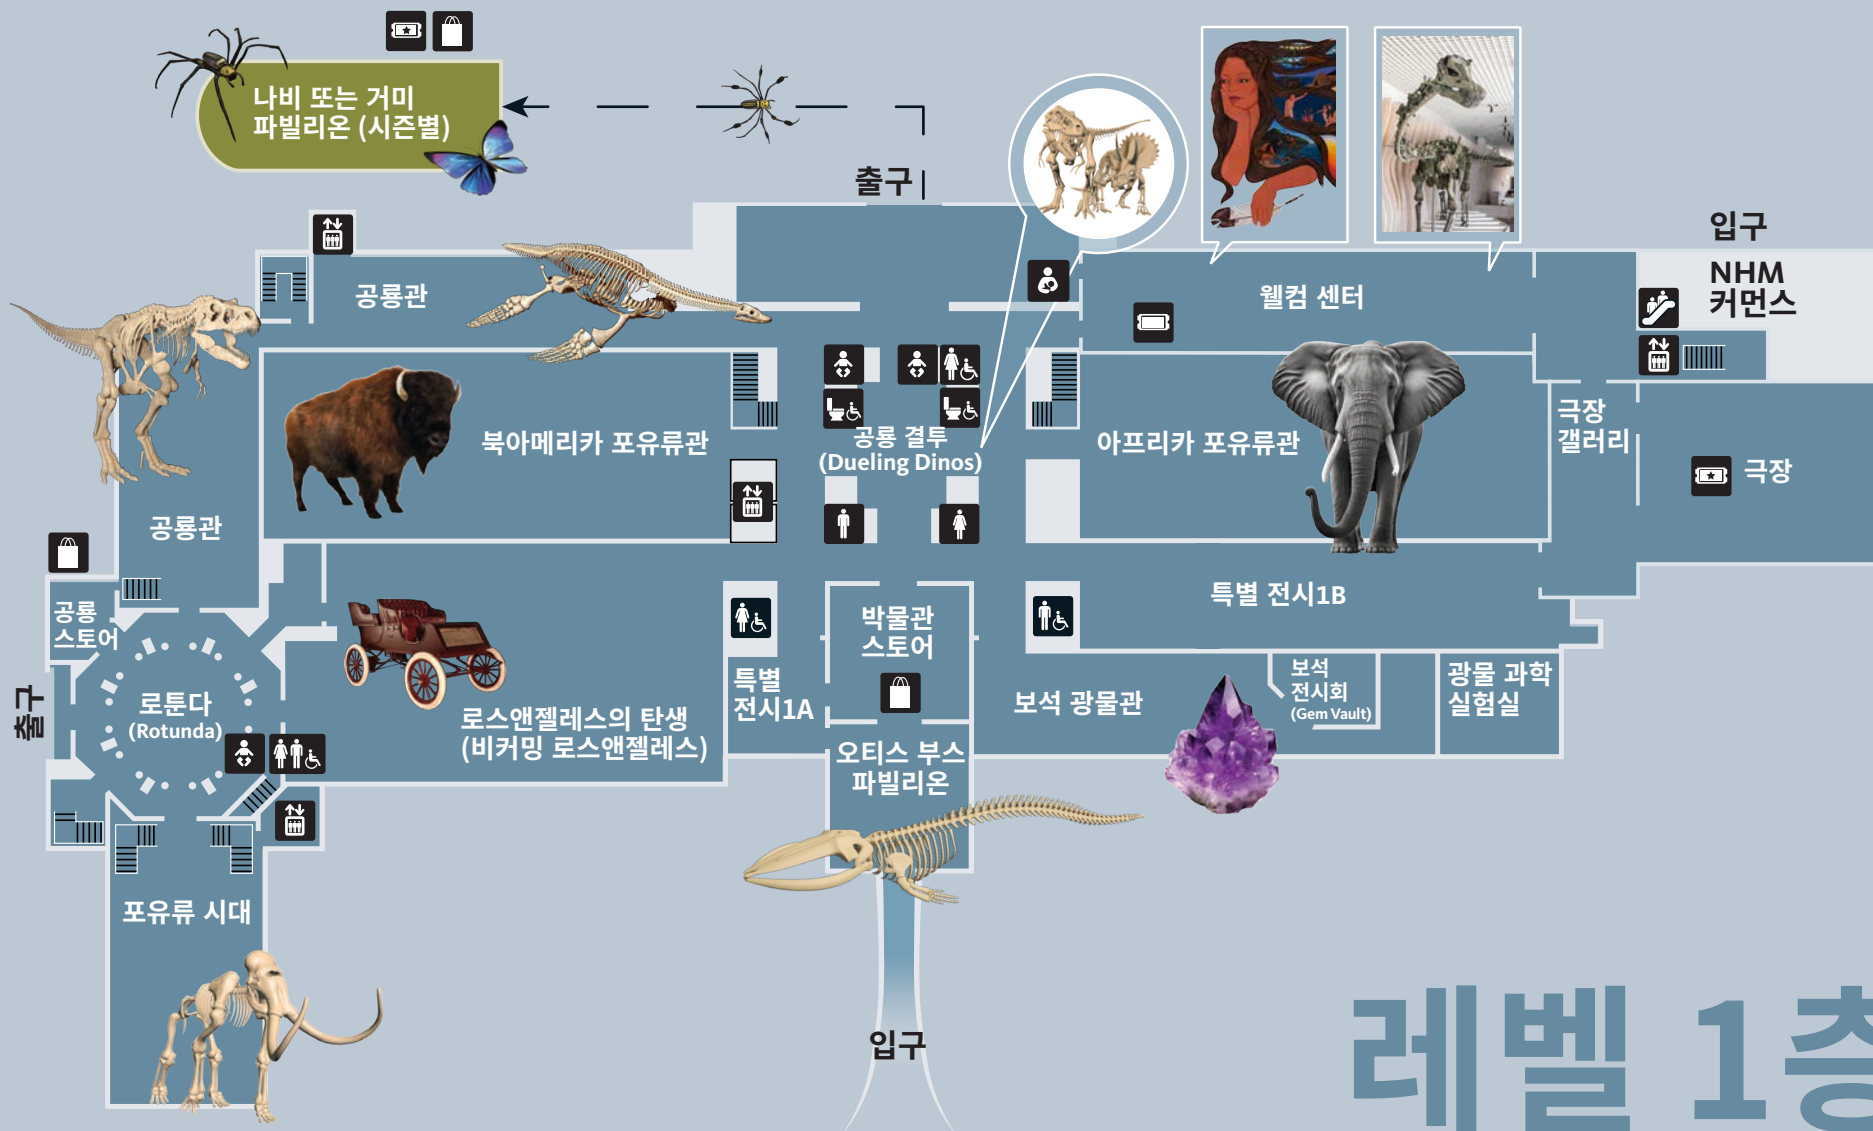 나비 또는 거미
파빌리온 (시즌별)
출구
입구
NHM
커먼스
공룡관
웰컴 센터
북아메리카 포유류관
공룡 결투
(Dueling Dinos)
아프리카 포유류관
극장
갤러리
극장
공룡관
공룡
스토어
박물관
스토어
특별 전시1B
출구
로툰다
(Rotunda)
로스앤젤레스의 탄생
(비커밍 로스앤젤레스)
특별
전시1A
보석 광물관
보석
전시회
(Gem Vault)
광물 과학
실험실
오티스 부스
파빌리온
포유류 시대
입구
레벨 1층